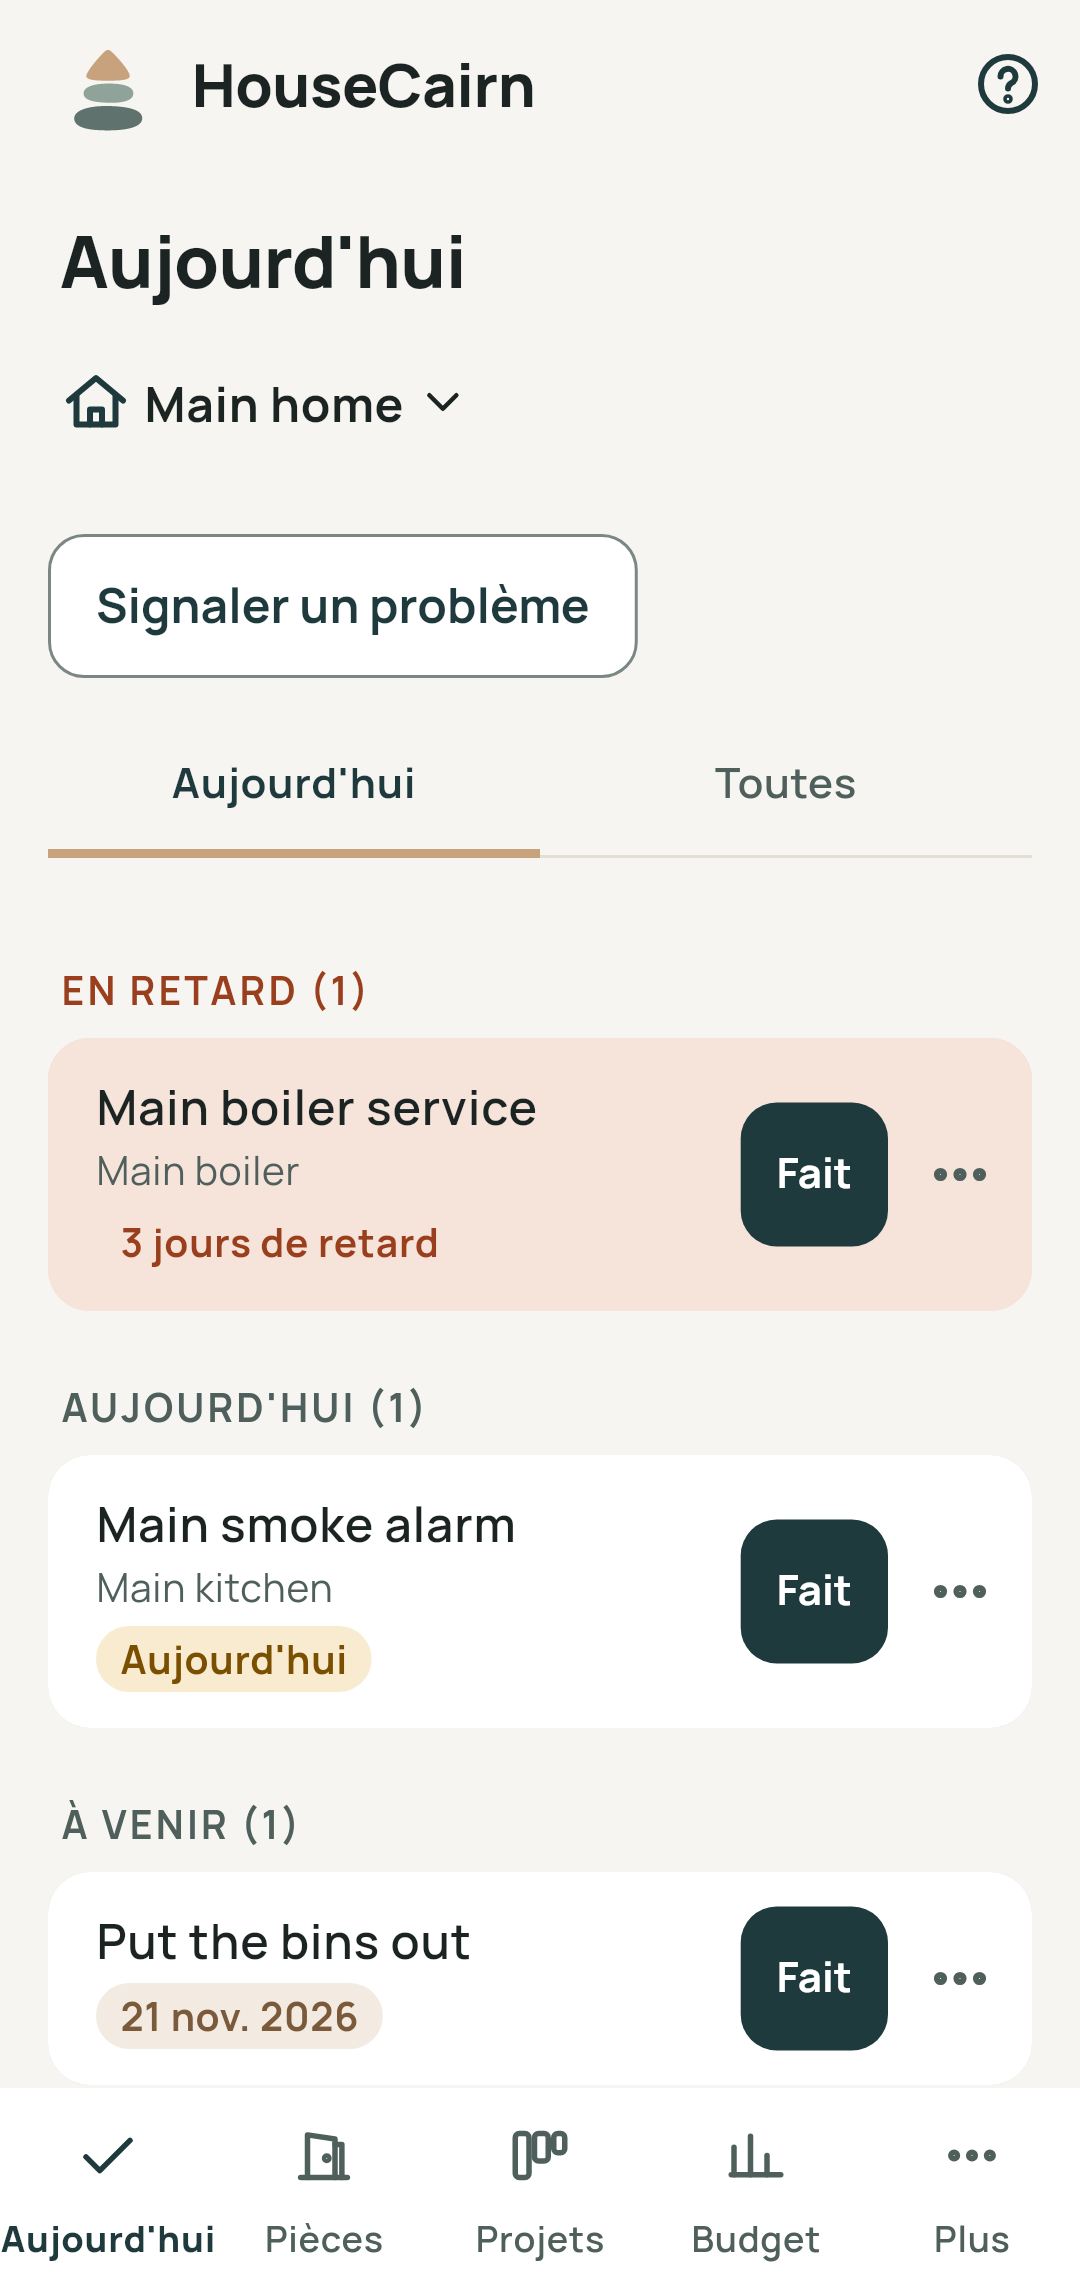 HouseCairn
Aujourd'hui
Main home
Signaler un problème
Aujourd'hui
Toutes
EN RETARD (1)
Main boiler service
Main boiler
3 jours de retard
Fait
AUJOURD'HUI (1)
Main smoke alarm
Main kitchen
Aujourd'hui
Fait
À VENIR (1)
Put the bins out
21 nov. 2026
Fait
Aujourd'hui
Pièces
Projets
Budget
Plus